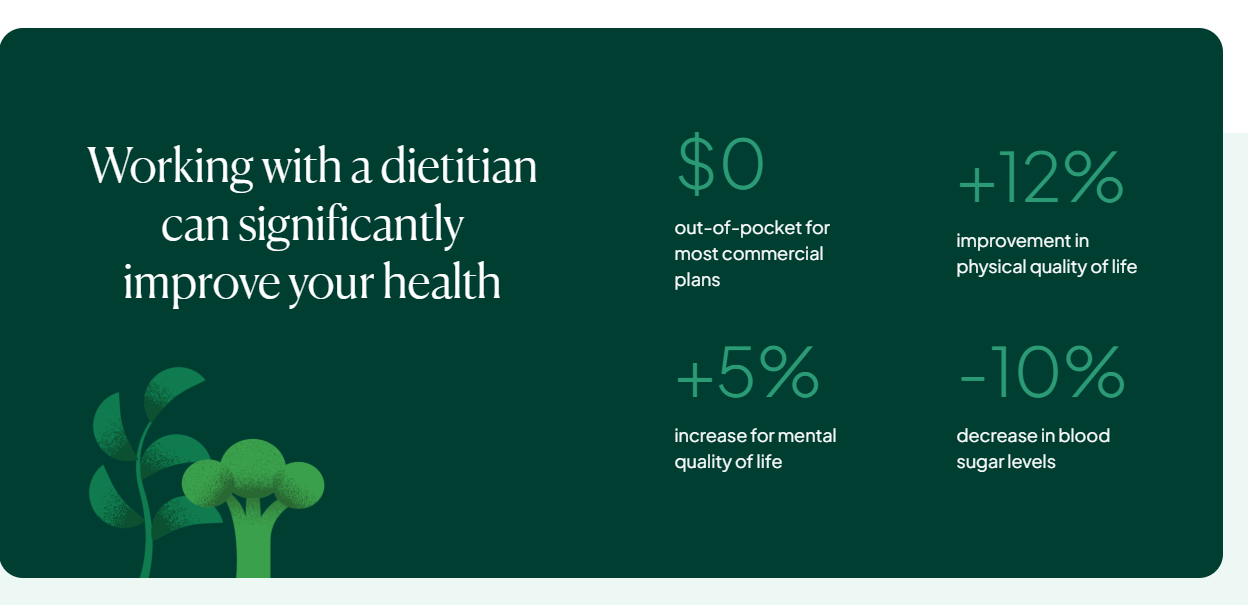 Working with a dietitian
can significantly
improve your health
$0
out-of-pocket for
most commercial
plans
+12%
improvement in
physical quality of life
+5%
increase for mental
quality of life
-10%
decrease in blood
sugar levels